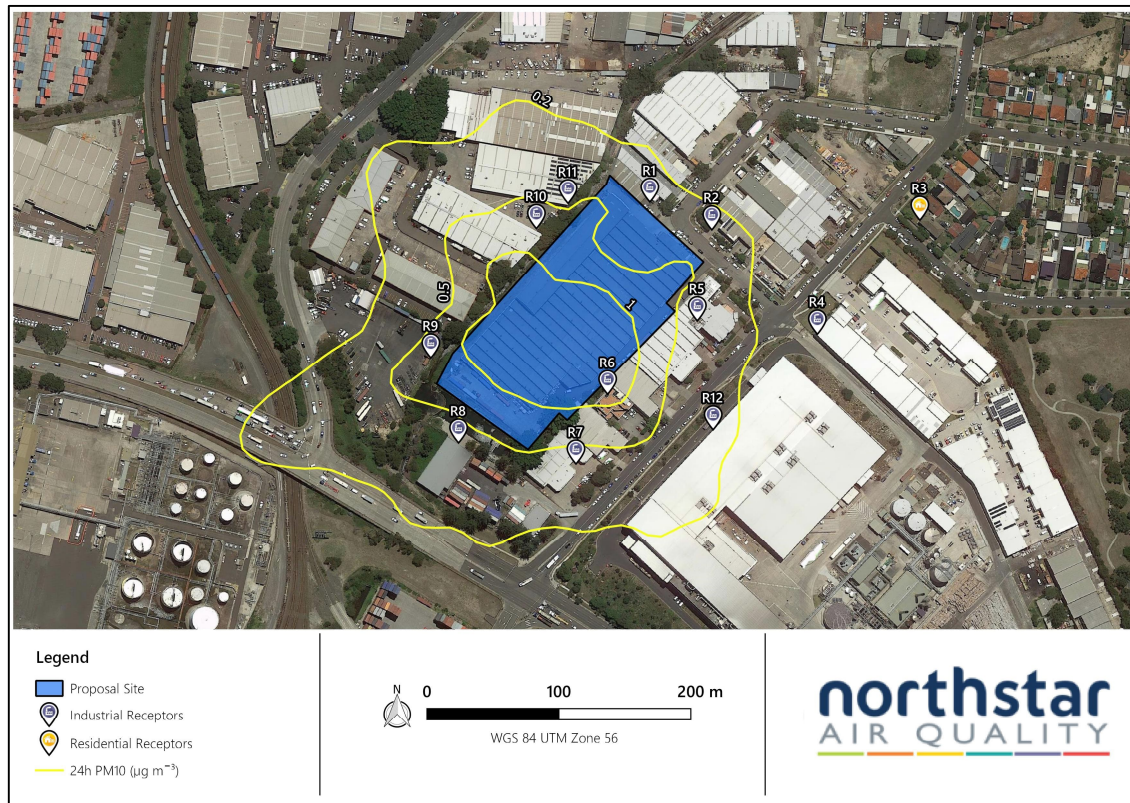 0.2
R11
R1
R10
R2
R3
0.5
1
R5
R4
R9
R6
R8
R12
R7
Legend
Proposal Site
Industrial Receptors
Residential Receptors
24h PM10 (µg m⁻³)
N
0 100 200 m
WGS 84 UTM Zone 56
northstar
AIR QUALITY